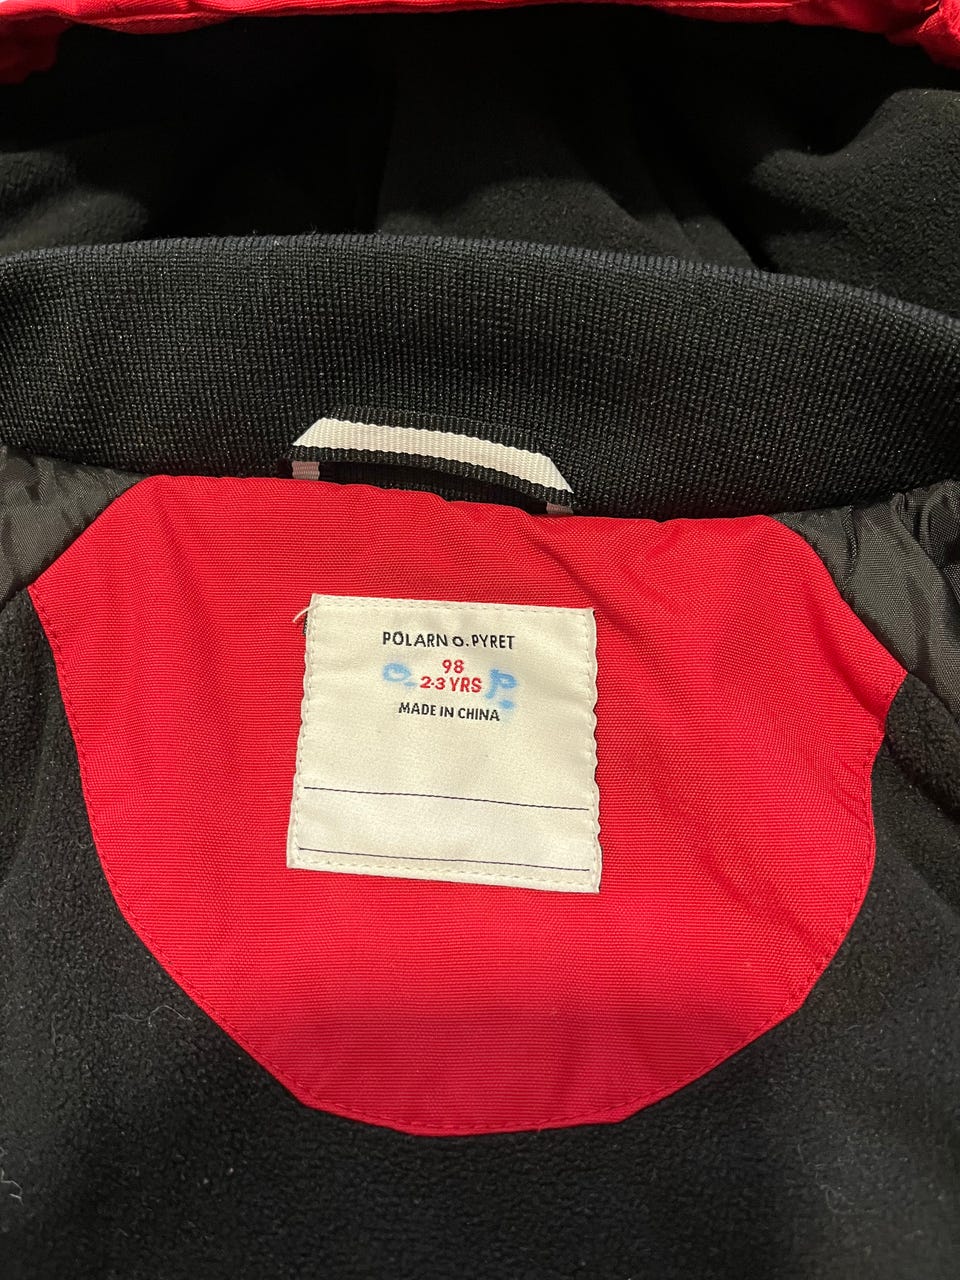 POLARN O. PYRET
98
O. 2-3 YRS P.
MADE IN CHINA